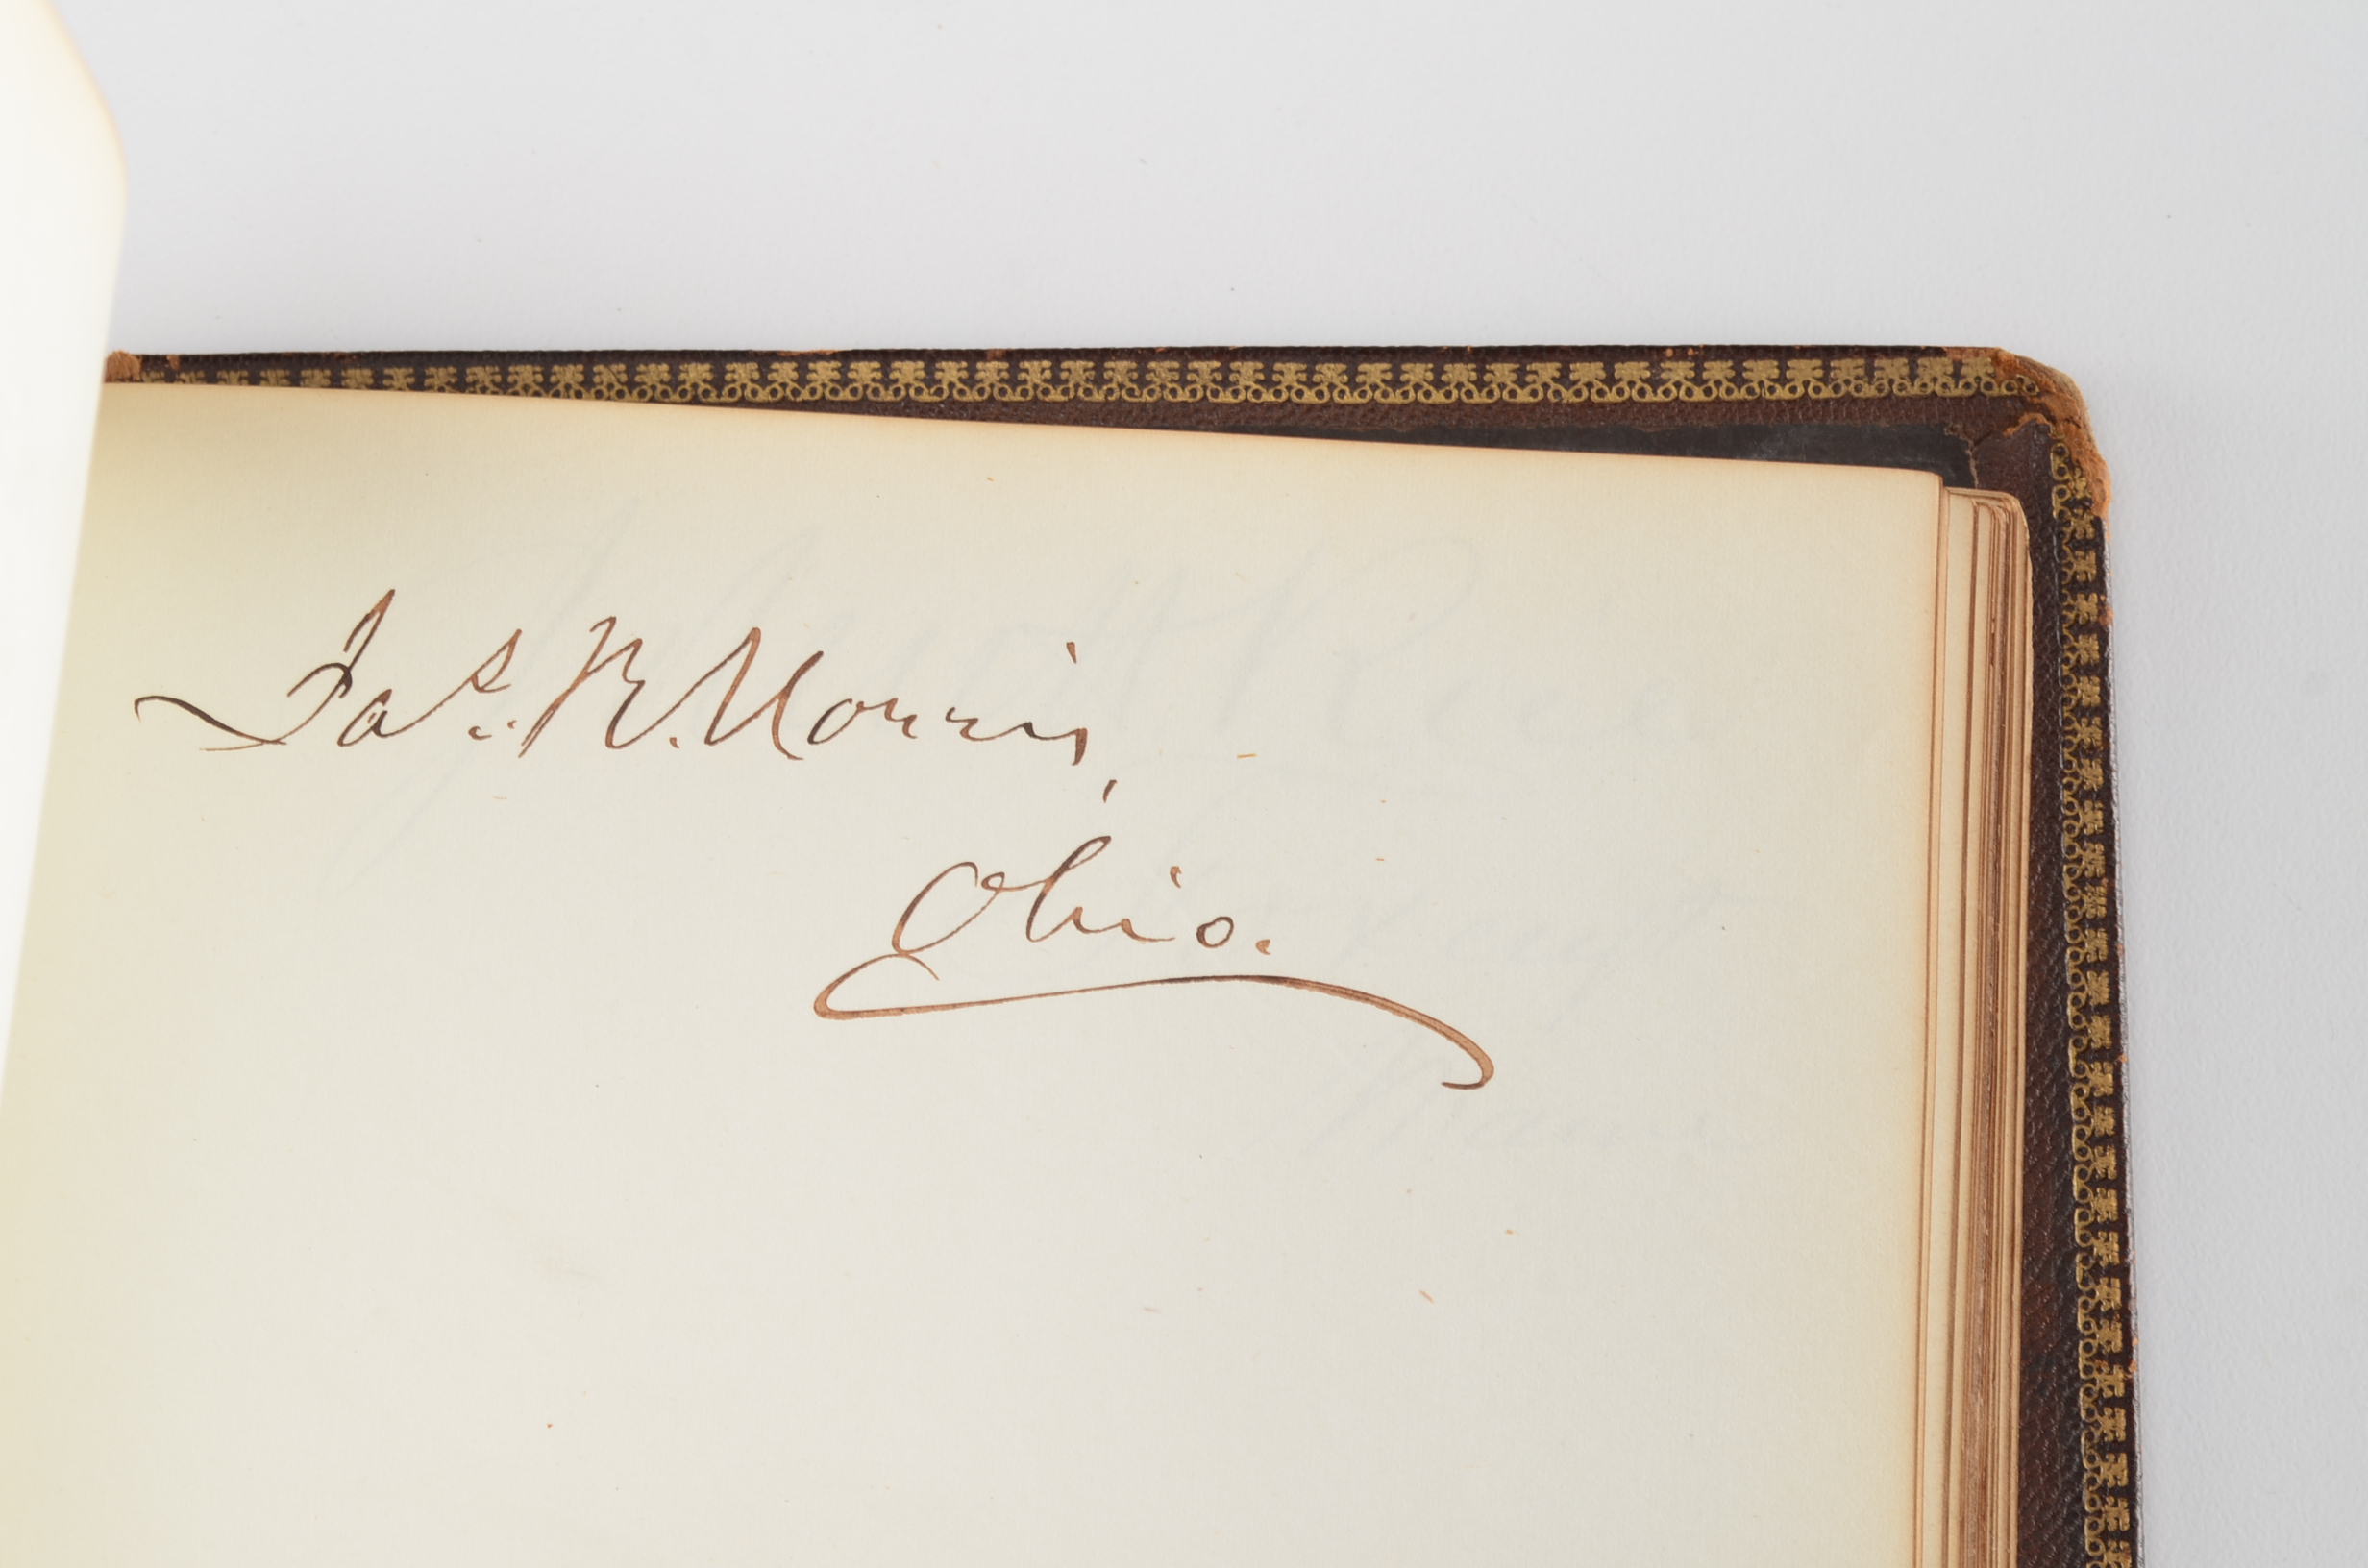 Jas. R. Morris,
Ohio.